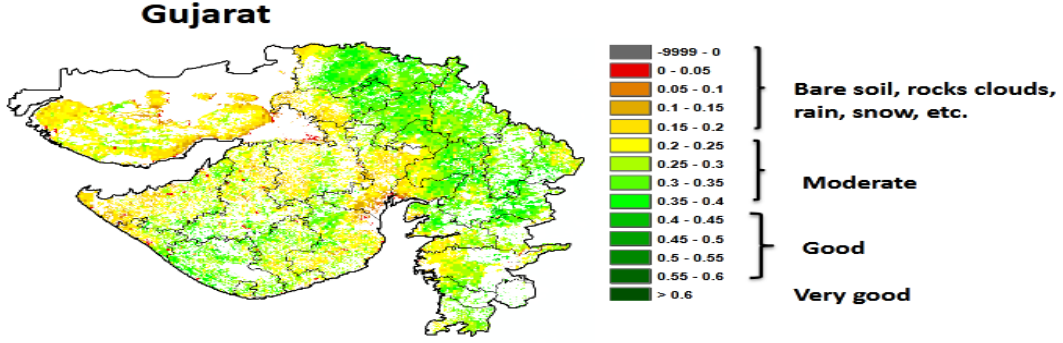 Gujarat
-9999 - 0
0 - 0.05
0.05 - 0.1
0.1 - 0.15
0.15 - 0.2
0.2 - 0.25
0.25 - 0.3
0.3 - 0.35
0.35 - 0.4
0.4 - 0.45
0.45 - 0.5
0.5 - 0.55
0.55 - 0.6
> 0.6
Bare soil, rocks clouds,
rain, snow, etc.
Moderate
Good
Very good